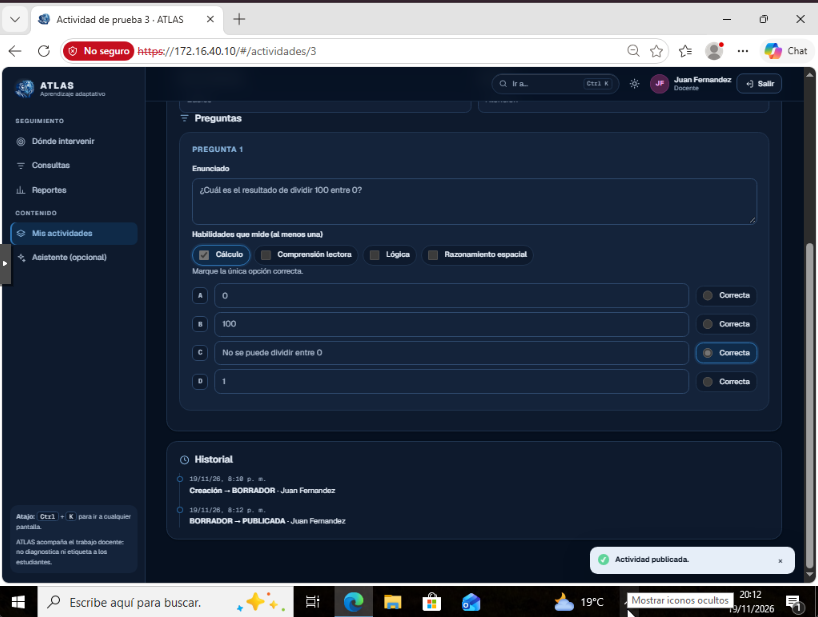 Actividad de prueba 3 - ATLAS
No seguro https://172.16.40.10/#/actividades/3
Chat
ATLAS
Aprendizaje adaptativo
Ir a...
Ctrl K
JF
Juan Fernandez
Docente
Salir
SEGUIMIENTO
Dónde intervenir
Consultas
Reportes
CONTENIDO
Mis actividades
Asistente (opcional)
Preguntas
PREGUNTA 1
Enunciado
¿Cuál es el resultado de dividir 100 entre 0?
Habilidades que mide (al menos una)
Cálculo
Comprensión lectora
Lógica
Razonamiento espacial
Marque la única opción correcta.
A 0 Correcta
B 100 Correcta
C No se puede dividir entre 0 Correcta
D 1 Correcta
Historial
19/11/26, 8:10 p. m.
Creación → BORRADOR · Juan Fernandez
19/11/26, 8:12 p. m.
BORRADOR → PUBLICADA · Juan Fernandez
Atajo: Ctrl + K para ir a cualquier
pantalla.
ATLAS acompaña el trabajo docente:
no diagnostica ni etiqueta a los
estudiantes.
Actividad publicada.
Escribe aquí para buscar.
19°C
Mostrar iconos ocultos
20:12
19/11/2026
1